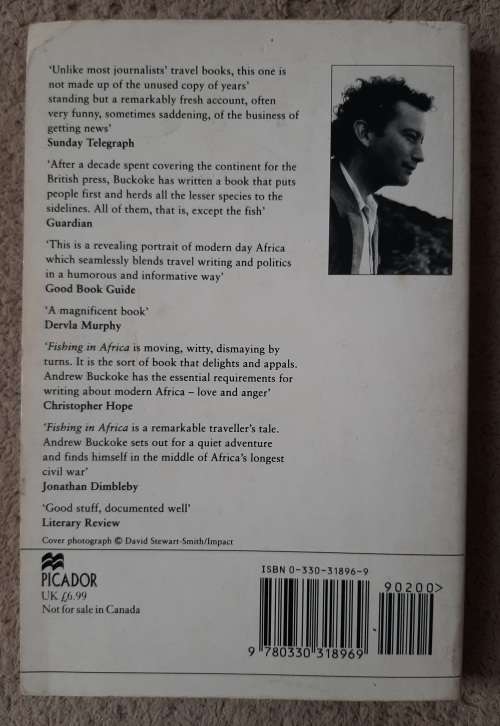 ‘Unlike most journalists’ travel books, this one is
not made up of the unused copy of years’
standing but a remarkably fresh account, often
very funny, sometimes saddening, of the business of
getting news’
Sunday Telegraph
‘After a decade spent covering the continent for the
British press, Buckoke has written a book that puts
people first and herds all the lesser species to the
sidelines. All of them, that is, except the fish’
Guardian
‘This is a revealing portrait of modern day Africa
which seamlessly blends travel writing and politics
in a humorous and informative way’
Good Book Guide
‘A magnificent book’
Dervla Murphy
‘Fishing in Africa is moving, witty, dismaying by
turns. It is the sort of book that delights and appals.
Andrew Buckoke has the essential requirements for
writing about modern Africa – love and anger’
Christopher Hope
‘Fishing in Africa is a remarkable traveller’s tale.
Andrew Buckoke sets out for a quiet adventure
and finds himself in the middle of Africa’s longest
civil war’
Jonathan Dimbleby
‘Good stuff, documented well’
Literary Review
Cover photograph © David Stewart-Smith/Impact
PICADOR
UK £6.99
Not for sale in Canada
ISBN 0-330-31896-9
90200>
9 780330 318969